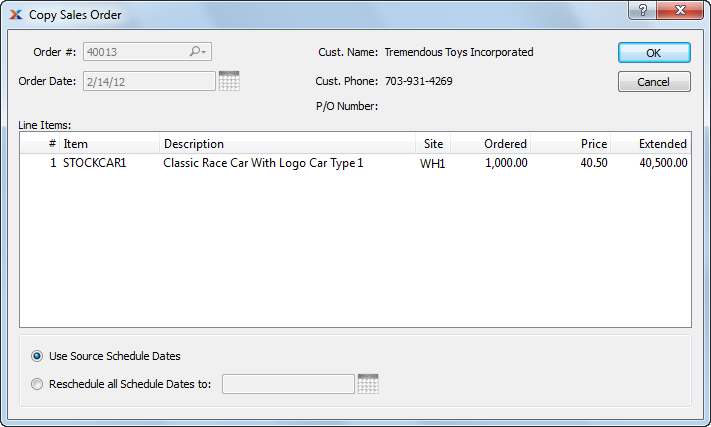 Copy Sales Order
Order #: 40013 Cust. Name: Tremendous Toys Incorporated OK
Order Date: 2/14/12 Cust. Phone: 703-931-4269 Cancel
P/O Number:
Line Items:
# Item Description Site Ordered Price Extended
1 STOCKCAR1 Classic Race Car With Logo Car Type 1 WH1 1,000.00 40.50 40,500.00
Use Source Schedule Dates
Reschedule all Schedule Dates to: